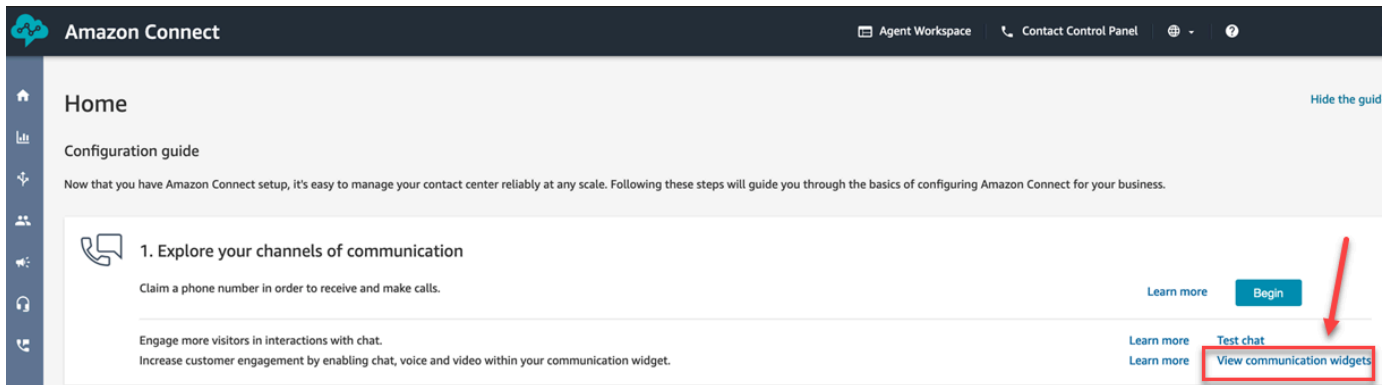 Amazon Connect
Agent Workspace
Contact Control Panel
Home
Hide the guid
Configuration guide
Now that you have Amazon Connect setup, it's easy to manage your contact center reliably at any scale. Following these steps will guide you through the basics of configuring Amazon Connect for your business.
1. Explore your channels of communication
Claim a phone number in order to receive and make calls.
Learn more
Begin
Engage more visitors in interactions with chat.
Learn more
Test chat
Increase customer engagement by enabling chat, voice and video within your communication widget.
Learn more
View communication widgets